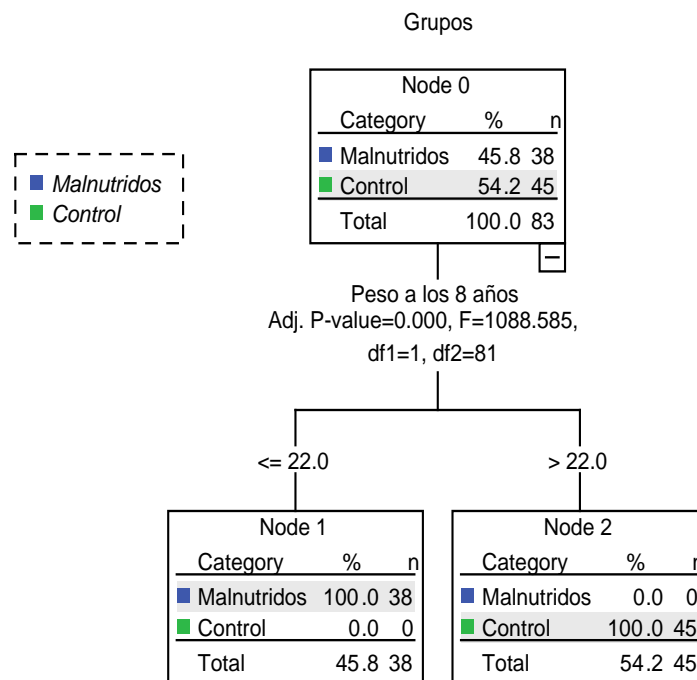 Grupos
Node 0
Category % n
Malnutridos 45.8 38
Control 54.2 45
Total 100.0 83
Malnutridos
Control
Peso a los 8 años
Adj. P-value=0.000, F=1088.585,
df1=1, df2=81
<= 22.0
> 22.0
Node 1
Category % n
Malnutridos 100.0 38
Control 0.0 0
Total 45.8 38
Node 2
Category % n
Malnutridos 0.0 0
Control 100.0 45
Total 54.2 45